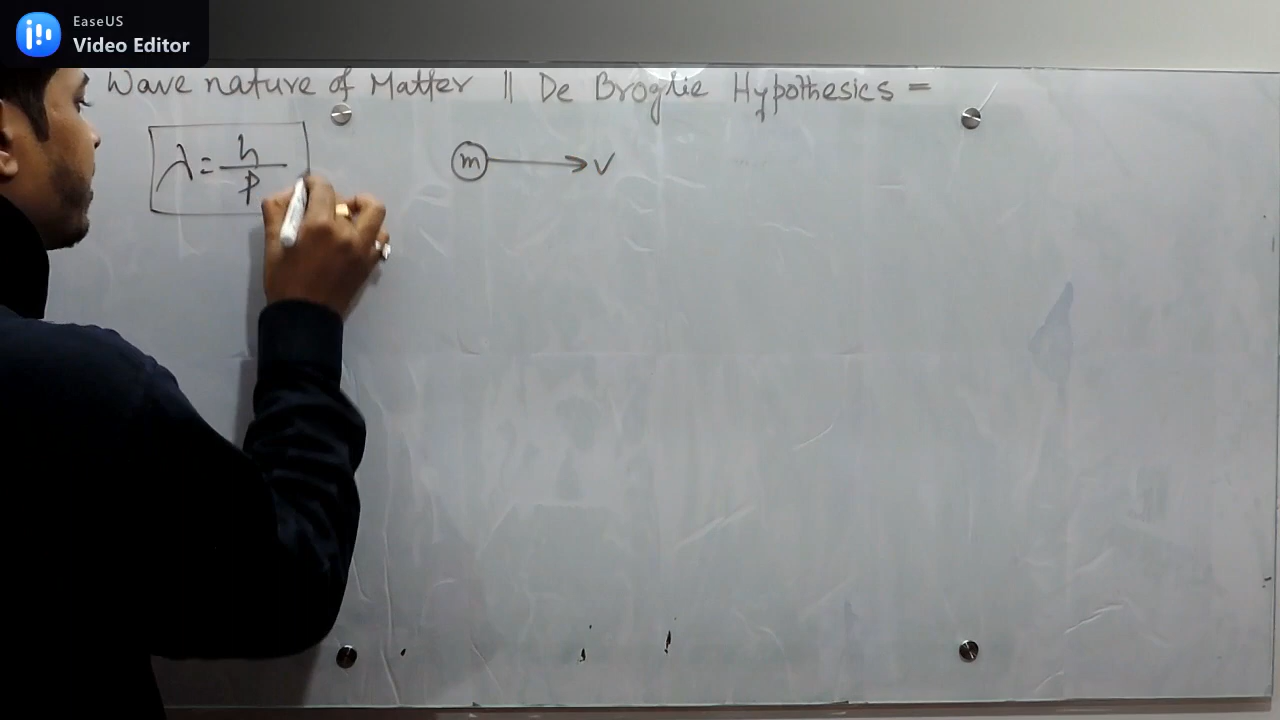 EaseUS
Video Editor
Wave nature of Matter || De Broglie Hypothesics =
λ = h/p
m → v